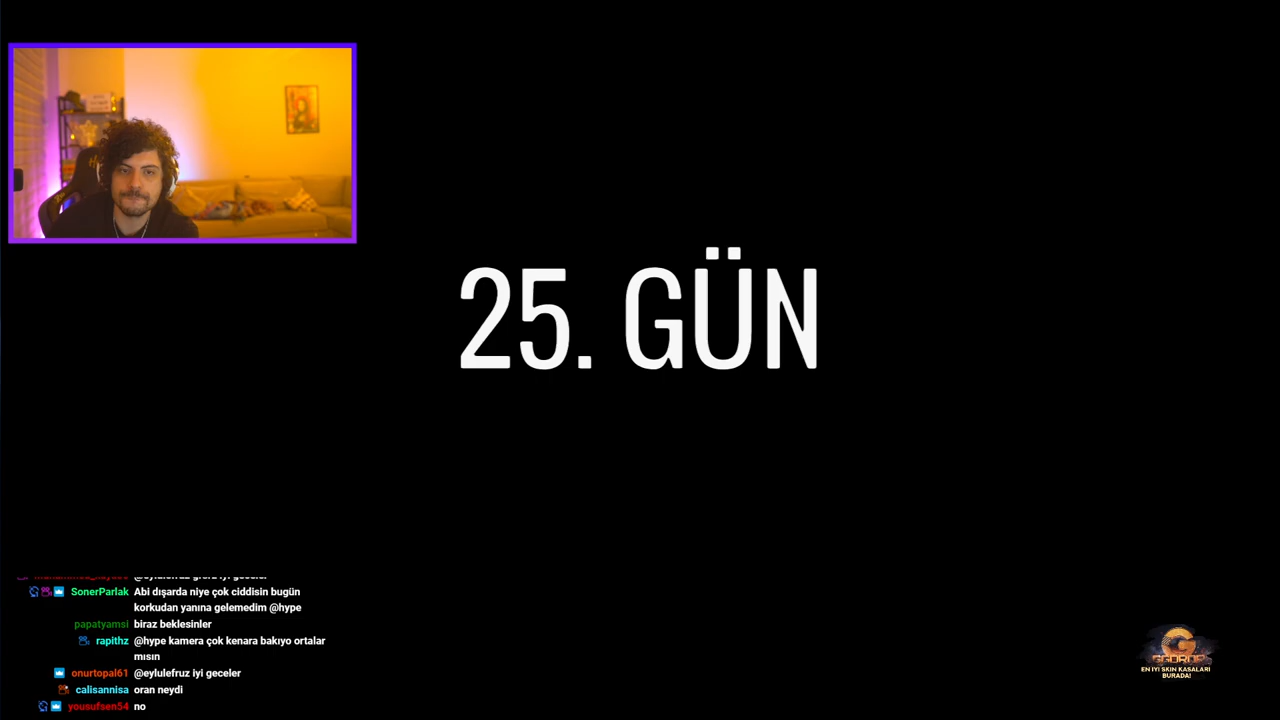 25. GÜN
SonerParlak Abi dışarda niye çok ciddisin bugün
korkudan yanına gelemedim @hype
papatyamsi biraz beklesinler
rapithz @hype kamera çok kenara bakıyo ortalar
mısın
onurtopal61 @eylulefruz iyi geceler
calisannisa oran neydi
yousufsen54 no
GGDROP
EN İYİ SKIN KASALARI
BURADA!